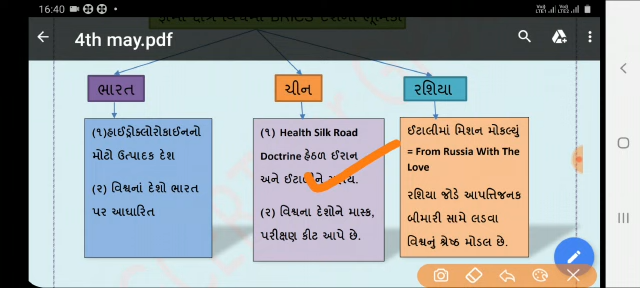 16:40
4th may.pdf
ભારત
ચીન
રશિયા
(૧)હાઈડ્રોક્લોરોકાઈનનો
મોટો ઉત્પાદક દેશ
(૨) વિશ્વનાં દેશો ભારત
પર આધારિત
(૧) Health Silk Road
Doctrine હેઠળ ઈરાન
અને ઈટાલીને
(૨) વિશ્વના દેશોને માસ્ક,
પરીક્ષણ કીટ આપે છે.
ઈટાલીમાં મિશન મોકલ્યું
= From Russia With The
Love
રશિયા જોડે આપત્તિજનક
બીમારી સામે લડવા
વિશ્વનું શ્રેષ્ઠ મોડલ છે.